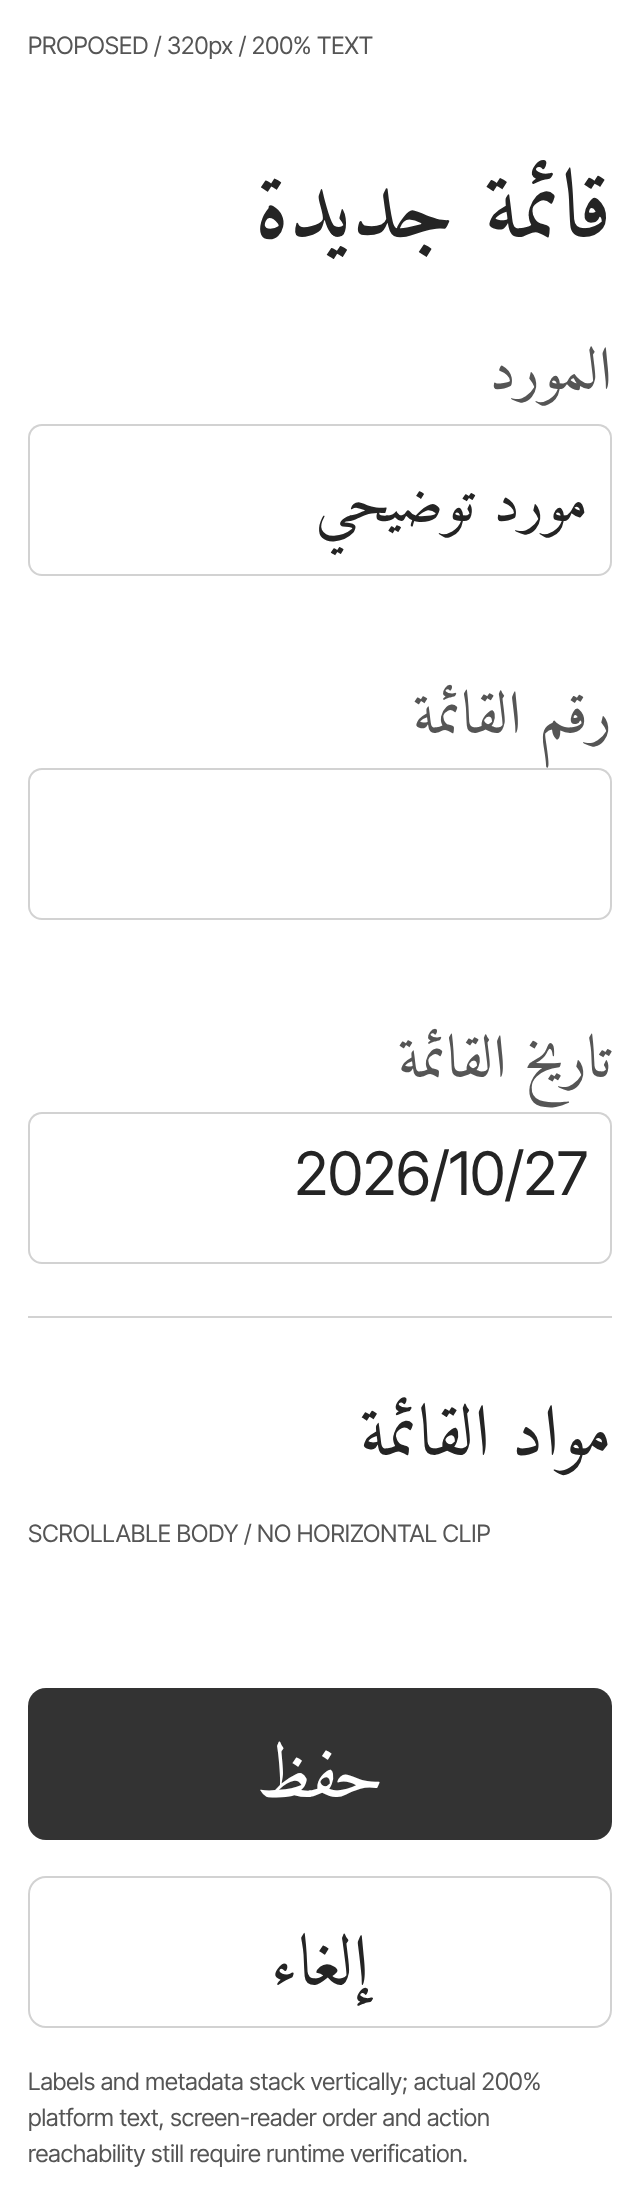 PROPOSED / 320px / 200% TEXT
قائمة جديدة
المورد
مورد توضيحي
رقم القائمة
تاريخ القائمة
2026/10/27
مواد القائمة
SCROLLABLE BODY / NO HORIZONTAL CLIP
حفظ
إلغاء
Labels and metadata stack vertically; actual 200%
platform text, screen-reader order and action
reachability still require runtime verification.